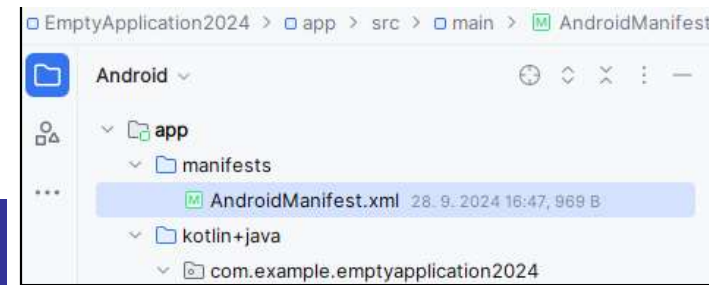 EmptyApplication2024 > app > src > main > AndroidManifest
Android
app
manifests
AndroidManifest.xml 28. 9. 2024 16:47, 969 B
kotlin+java
com.example.emptyapplication2024